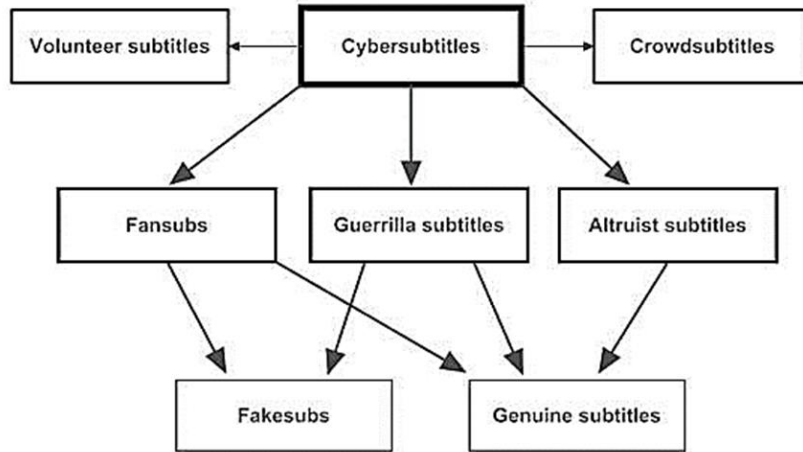 Volunteer subtitles
Cybersubtitles
Crowdsubtitles
Fansubs
Guerrilla subtitles
Altruist subtitles
Fakesubs
Genuine subtitles